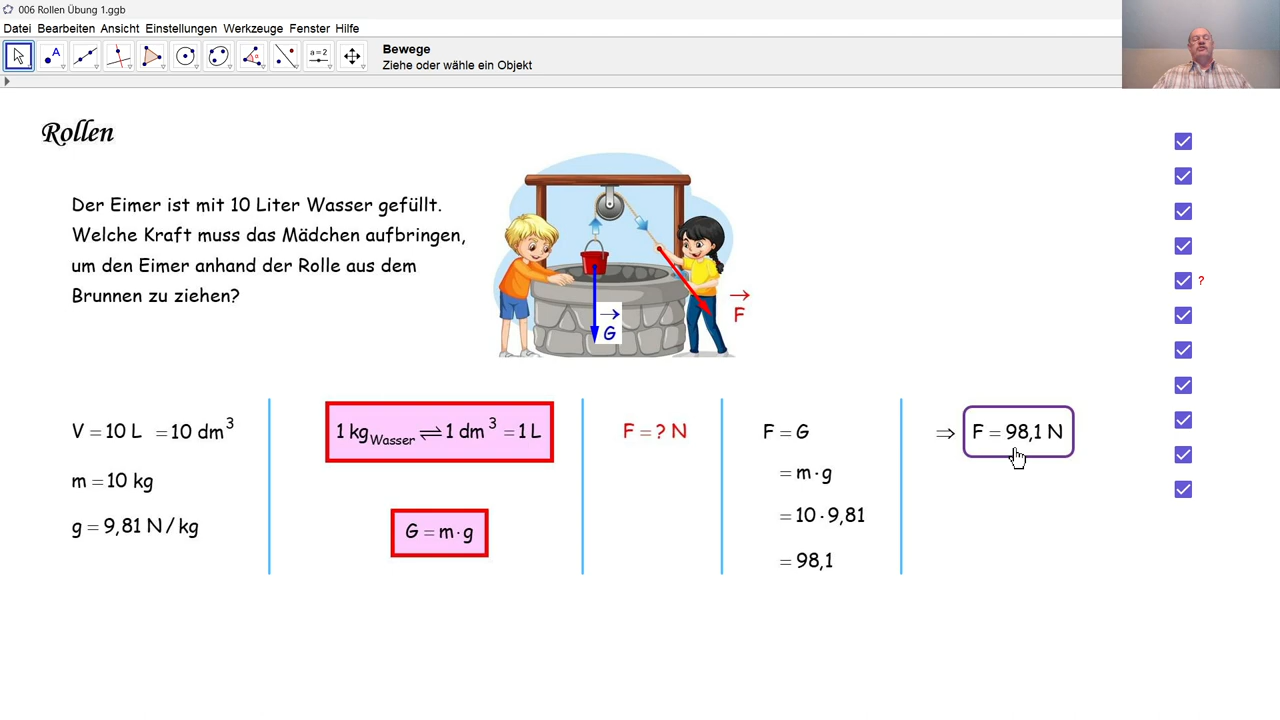 006 Rollen Übung 1.ggb
Datei Bearbeiten Ansicht Einstellungen Werkzeuge Fenster Hilfe
A
a=2
Bewege
Ziehe oder wähle ein Objekt
Rollen
Der Eimer ist mit 10 Liter Wasser gefüllt.
Welche Kraft muss das Mädchen aufbringen,
um den Eimer anhand der Rolle aus dem
Brunnen zu ziehen?
G
F
?
V = 10 L = 10 dm³
m = 10 kg
g = 9,81 N / kg
1 kg Wasser ⇌ 1 dm³ = 1 L
G = m · g
F = ? N
F = G
= m · g
= 10 · 9,81
= 98,1
⇒ F = 98,1 N